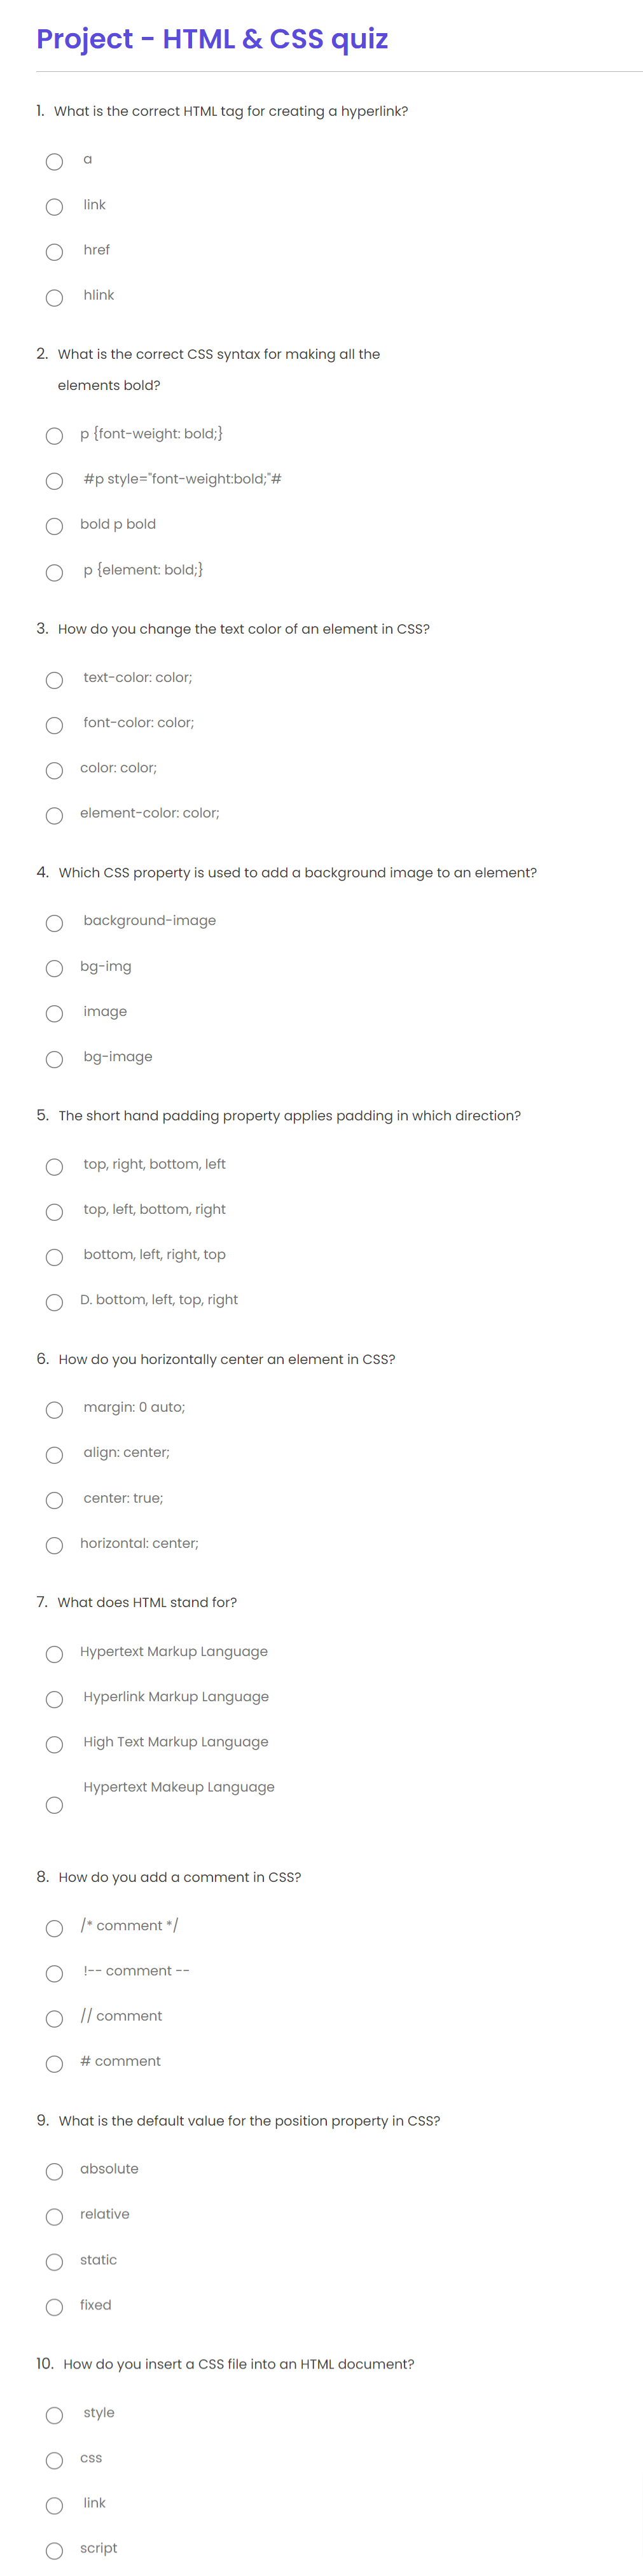 Project - HTML & CSS quiz
1. What is the correct HTML tag for creating a hyperlink?
a
link
href
hlink
2. What is the correct CSS syntax for making all the
elements bold?
p {font-weight: bold;}
#p style="font-weight:bold;"#
bold p bold
p {element: bold;}
3. How do you change the text color of an element in CSS?
text-color: color;
font-color: color;
color: color;
element-color: color;
4. Which CSS property is used to add a background image to an element?
background-image
bg-img
image
bg-image
5. The short hand padding property applies padding in which direction?
top, right, bottom, left
top, left, bottom, right
bottom, left, right, top
D. bottom, left, top, right
6. How do you horizontally center an element in CSS?
margin: 0 auto;
align: center;
center: true;
horizontal: center;
7. What does HTML stand for?
Hypertext Markup Language
Hyperlink Markup Language
High Text Markup Language
Hypertext Makeup Language
8. How do you add a comment in CSS?
/* comment */
!-- comment --
// comment
# comment
9. What is the default value for the position property in CSS?
absolute
relative
static
fixed
10. How do you insert a CSS file into an HTML document?
style
css
link
script